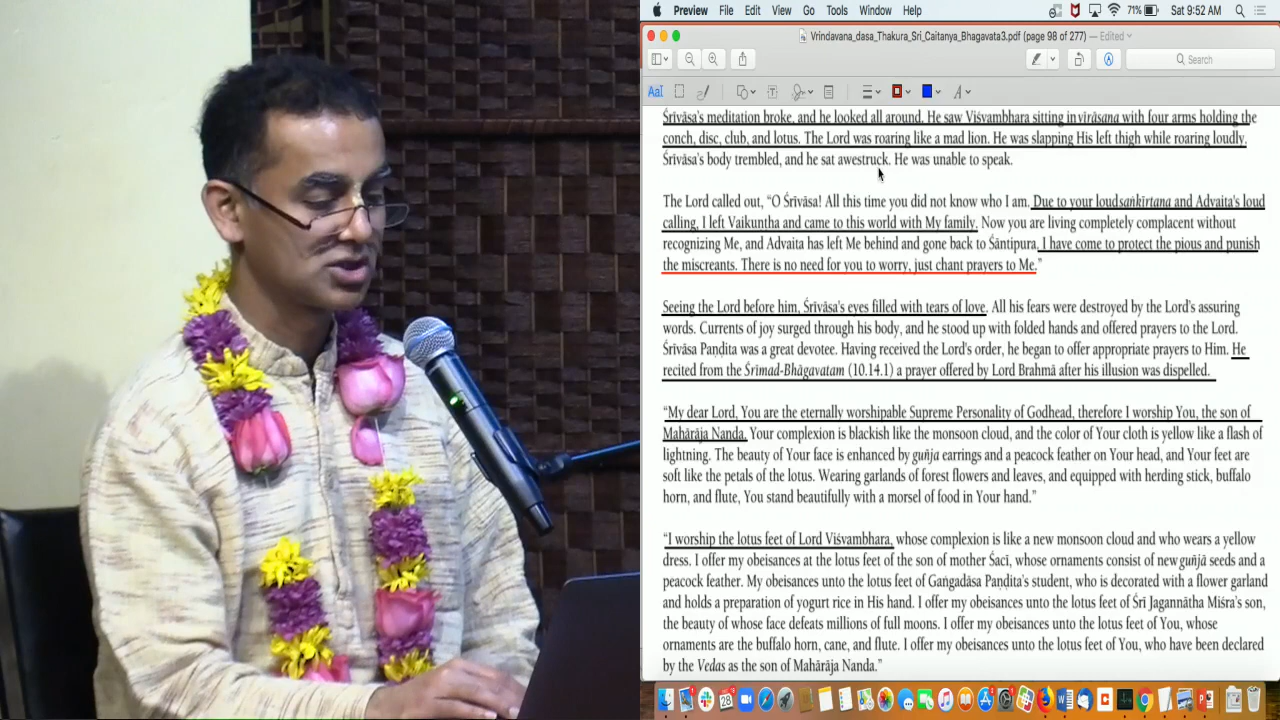 Preview File Edit View Go Tools Window Help 71% Sat 9:52 AM
Vrindavana_dasa_Thakura_Sri_Caitanya_Bhagavata3.pdf (page 98 of 277) — Edited
Search
AaI T A
Śrīvāsa's meditation broke, and he looked all around. He saw Viśvambhara sitting in vīrāsana with four arms holding the
conch, disc, club, and lotus. The Lord was roaring like a mad lion. He was slapping His left thigh while roaring loudly.
Śrīvāsa's body trembled, and he sat awestruck. He was unable to speak.
The Lord called out, “O Śrīvāsa! All this time you did not know who I am. Due to your loud saṅkīrtana and Advaita's loud
calling, I left Vaikuntha and came to this world with My family. Now you are living completely complacent without
recognizing Me, and Advaita has left Me behind and gone back to Śāntipura. I have come to protect the pious and punish
the miscreants. There is no need for you to worry, just chant prayers to Me.”
Seeing the Lord before him, Śrīvāsa's eyes filled with tears of love. All his fears were destroyed by the Lord's assuring
words. Currents of joy surged through his body, and he stood up with folded hands and offered prayers to the Lord.
Śrīvāsa Paṇḍita was a great devotee. Having received the Lord's order, he began to offer appropriate prayers to Him. He
recited from the Śrīmad-Bhāgavatam (10.14.1) a prayer offered by Lord Brahmā after his illusion was dispelled.
“My dear Lord, You are the eternally worshipable Supreme Personality of Godhead, therefore I worship You, the son of
Mahārāja Nanda. Your complexion is blackish like the monsoon cloud, and the color of Your cloth is yellow like a flash of
lightning. The beauty of Your face is enhanced by guñja earrings and a peacock feather on Your head, and Your feet are
soft like the petals of the lotus. Wearing garlands of forest flowers and leaves, and equipped with herding stick, buffalo
horn, and flute, You stand beautifully with a morsel of food in Your hand.”
“I worship the lotus feet of Lord Viśvambhara, whose complexion is like a new monsoon cloud and who wears a yellow
dress. I offer my obeisances at the lotus feet of the son of mother Śacī, whose ornaments consist of new guñjā seeds and a
peacock feather. My obeisances unto the lotus feet of Gaṅgadāsa Paṇḍita's student, who is decorated with a flower garland
and holds a preparation of yogurt rice in His hand. I offer my obeisances unto the lotus feet of Śrī Jagannātha Miśra's son,
the beauty of whose face defeats millions of full moons. I offer my obeisances unto the lotus feet of You, whose
ornaments are the buffalo horn, cane, and flute. I offer my obeisances unto the lotus feet of You, who have been declared
by the Vedas as the son of Mahārāja Nanda.”
28